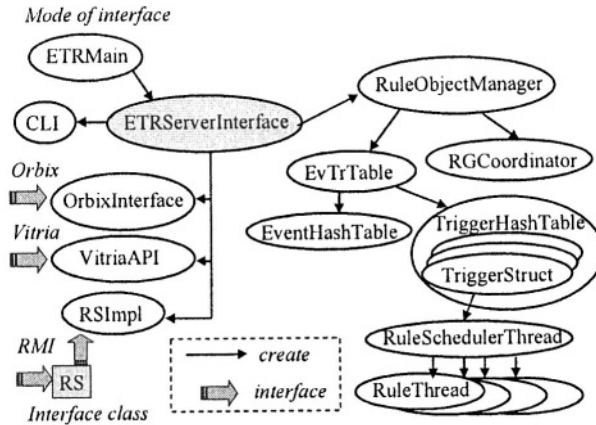 Mode of interface
ETRMain
RuleObjectManager
CLI
ETRServerInterface
EvTrTable
RGCoordinator
Orbix
OrbixInterface
EventHashTable
TriggerHashTable
Vitria
VitriaAPI
TriggerStruct
RSImpl
RuleSchedulerThread
RMI
create
RS
interface
RuleThread
Interface class